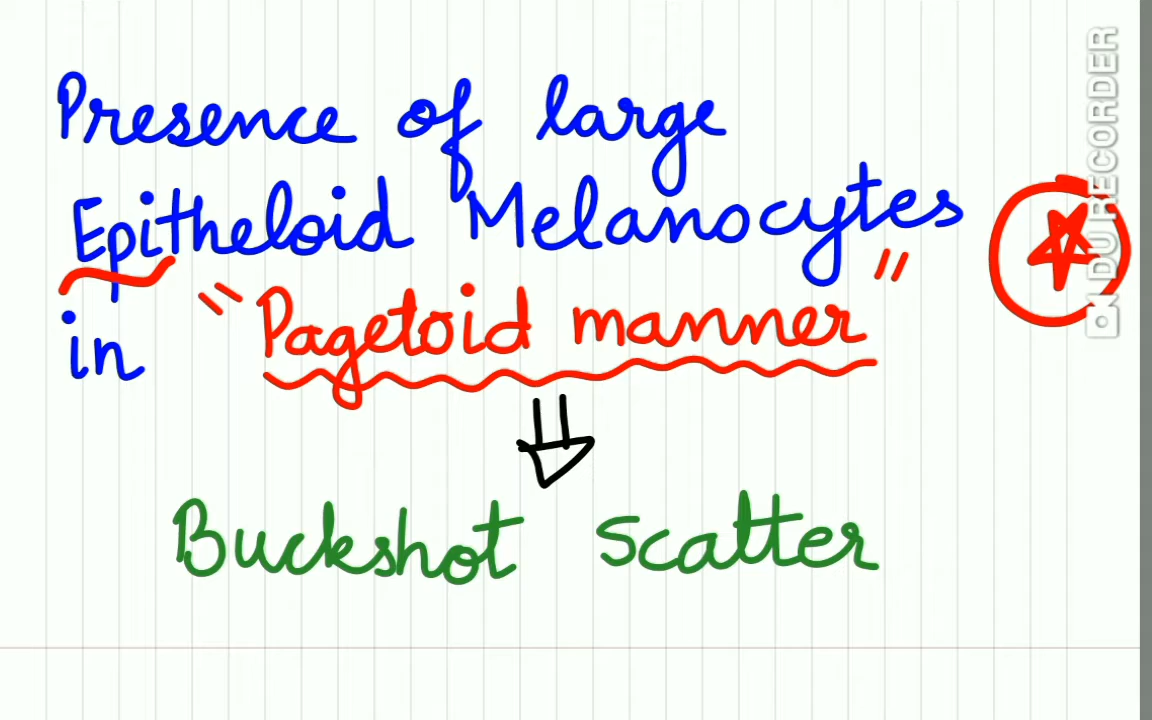 Presence of large
Epitheloid Melanocytes
in "Pagetoid manner"
Buckshot Scatter
DU RECORDER